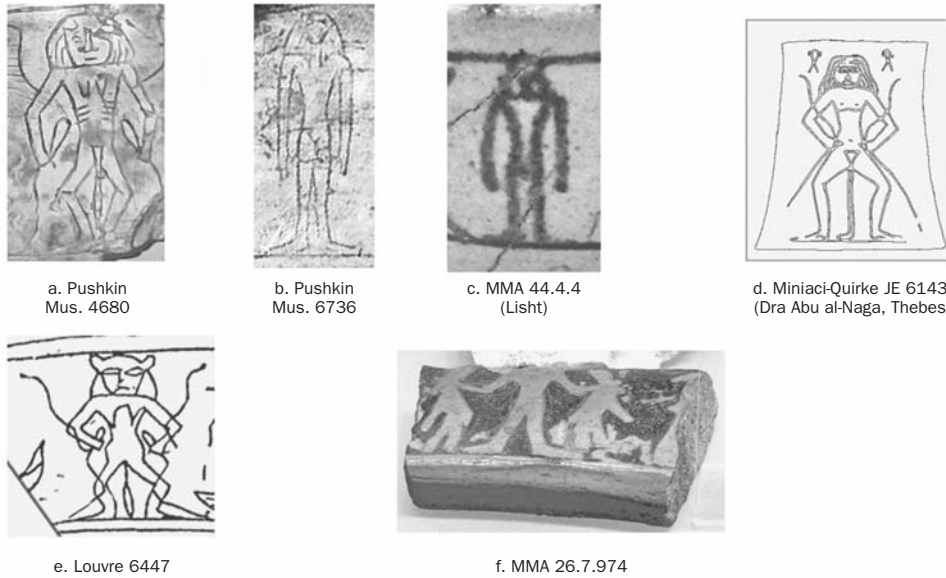 a. Pushkin
Mus. 4680
b. Pushkin
Mus. 6736
c. MMA 44.4.4
(Lisht)
d. Miniaci-Quirke JE 6143
(Dra Abu al-Naga, Thebes
e. Louvre 6447
f. MMA 26.7.974